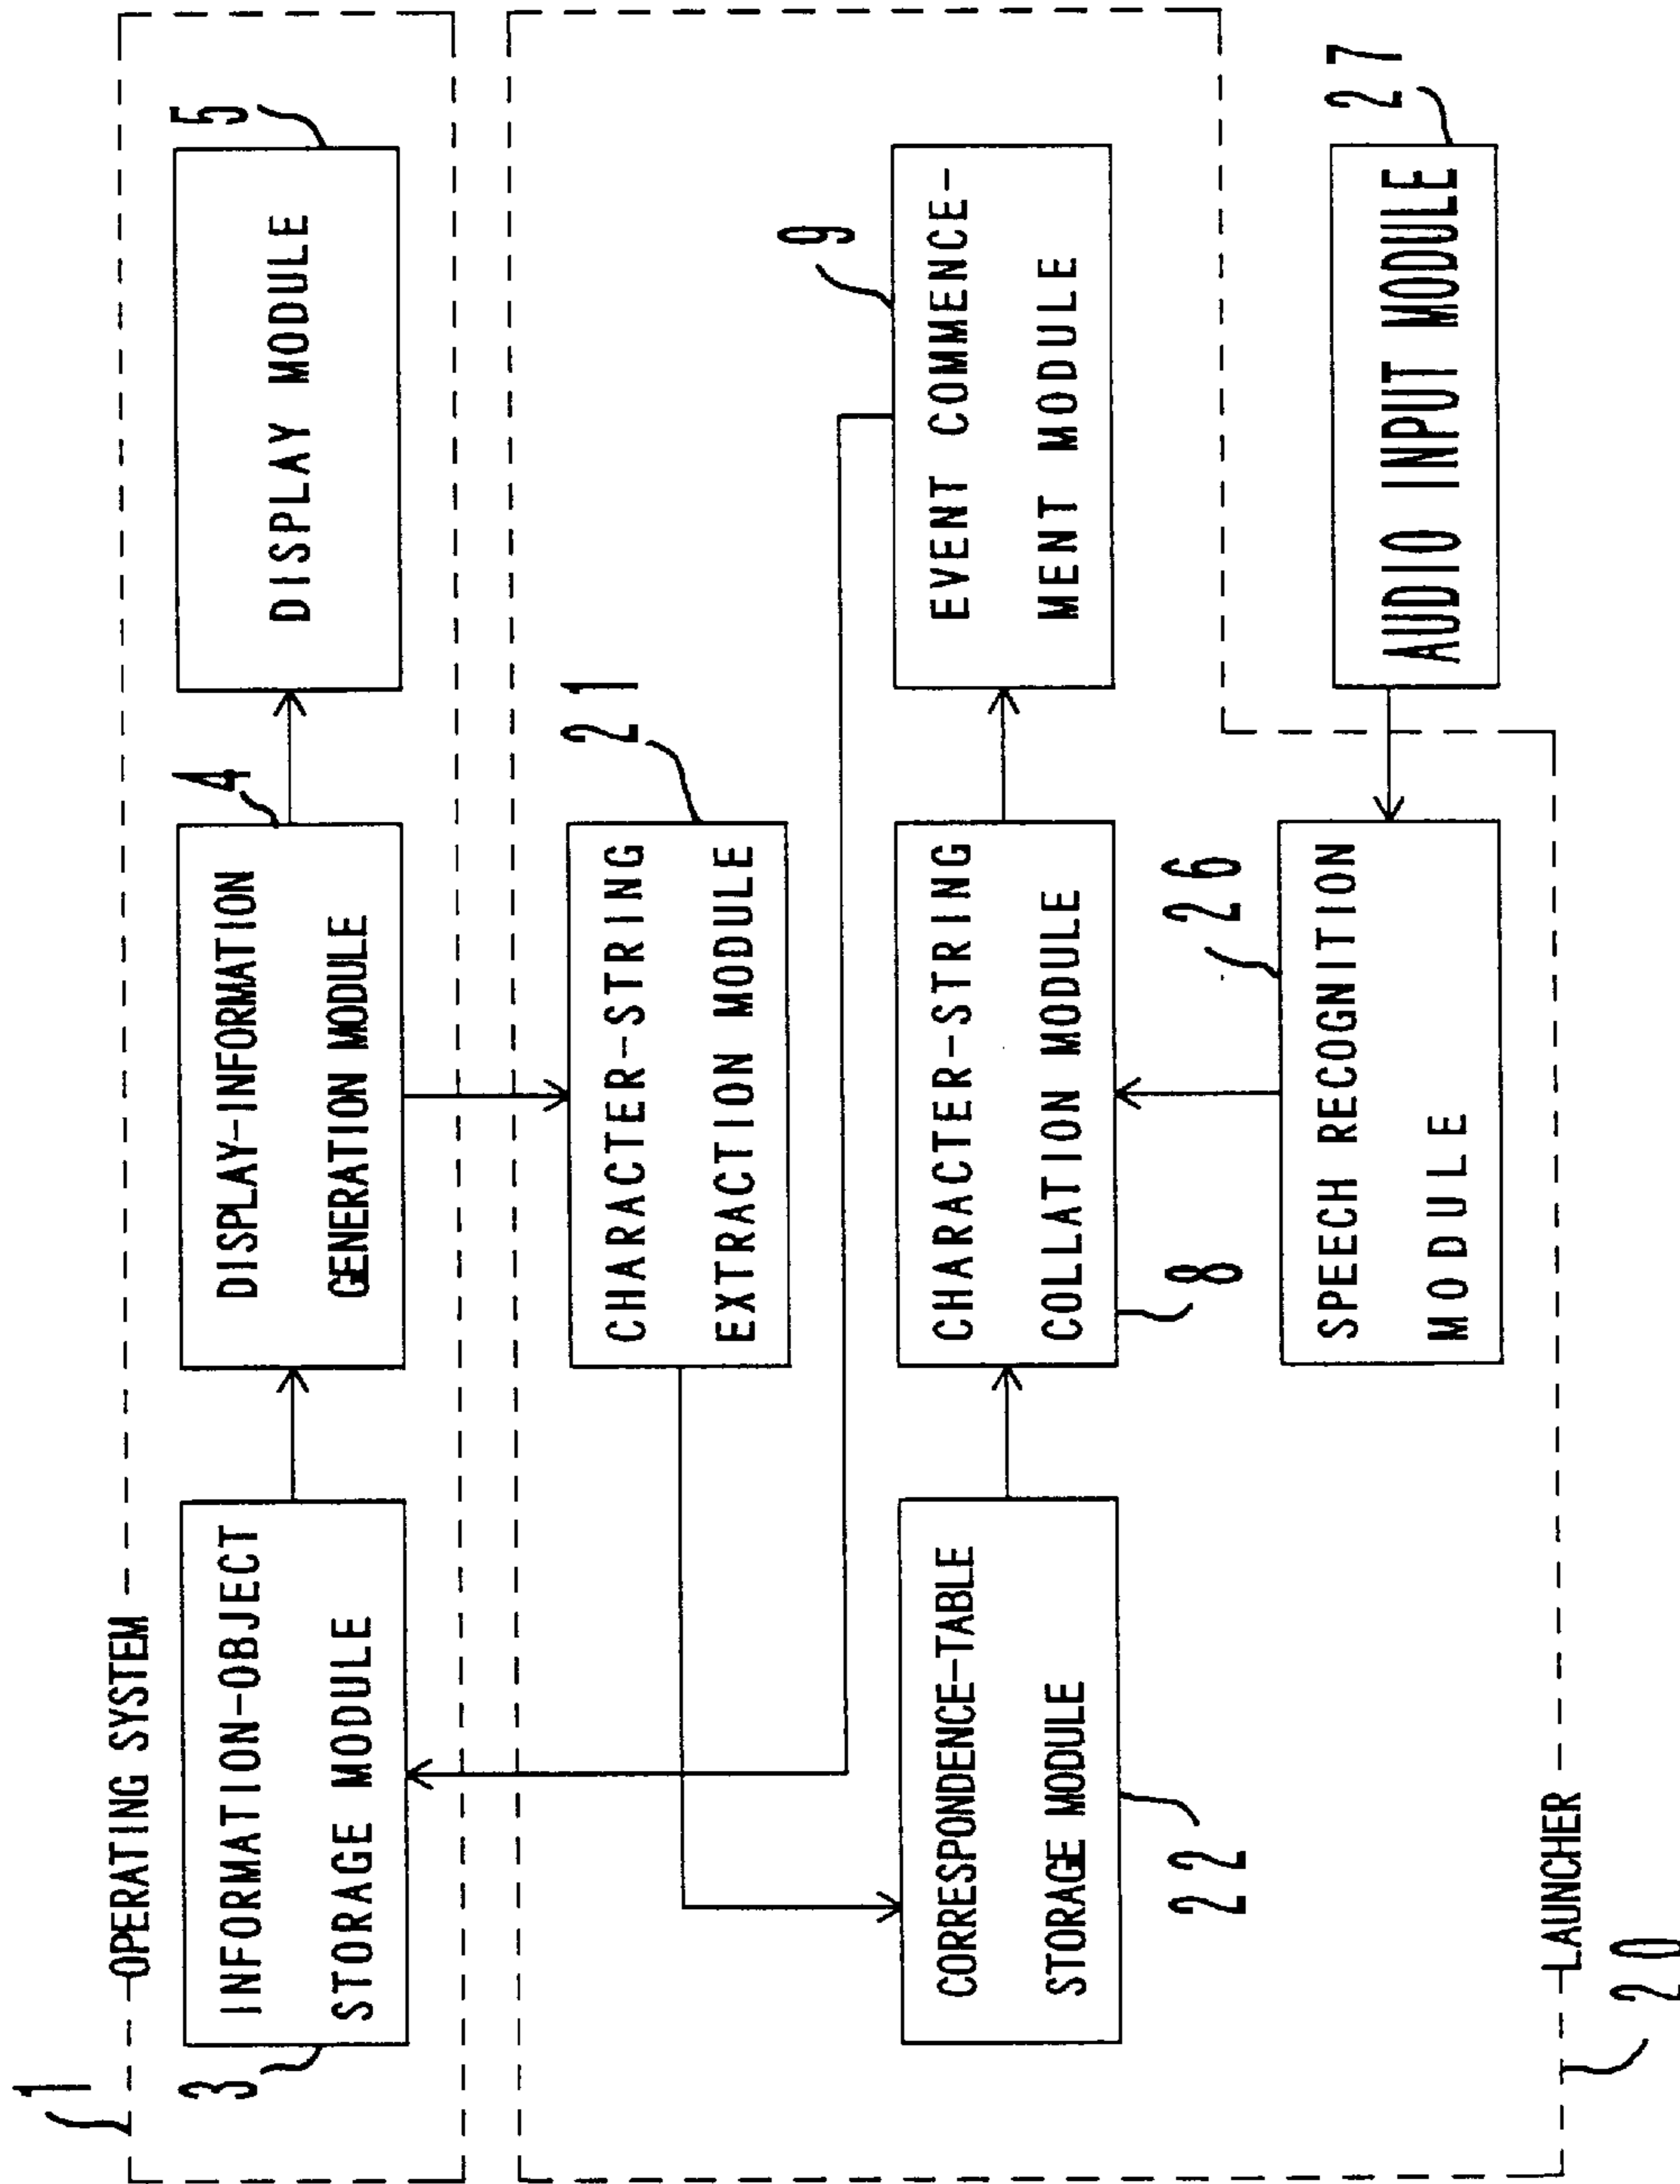 1
OPERATING SYSTEM
3
INFORMATION-OBJECT
STORAGE MODULE
4
DISPLAY-INFORMATION
GENERATION MODULE
5
DISPLAY MODULE
21
CHARACTER-STRING
EXTRACTION MODULE
CORRESPONDENCE-TABLE
STORAGE MODULE
22
CHARACTER-STRING
COLLATION MODULE
8
9
EVENT COMMENCE-
MENT MODULE
26
SPEECH RECOGNITION
MODULE
27
AUDIO INPUT MODULE
LAUNCHER
20